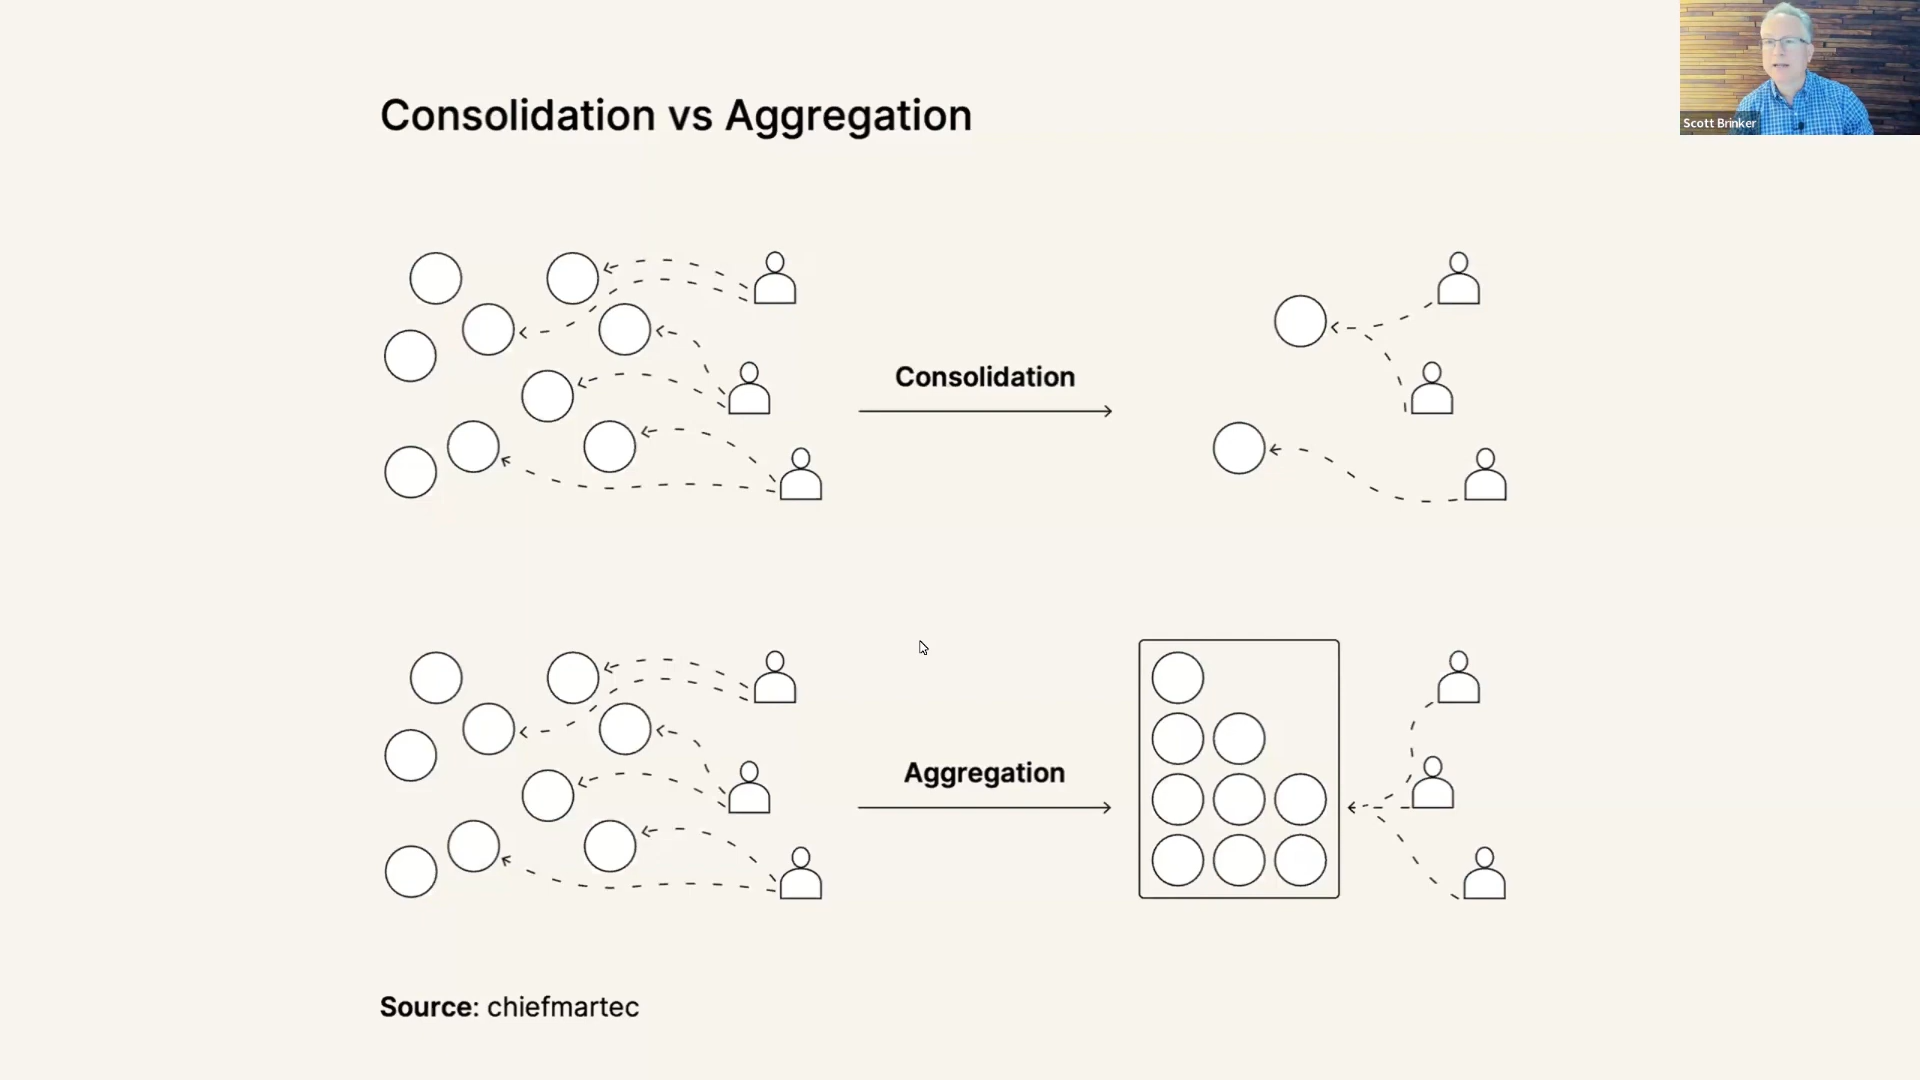 Consolidation vs Aggregation
Scott Brinker
Consolidation
Aggregation
Source: chiefmartec